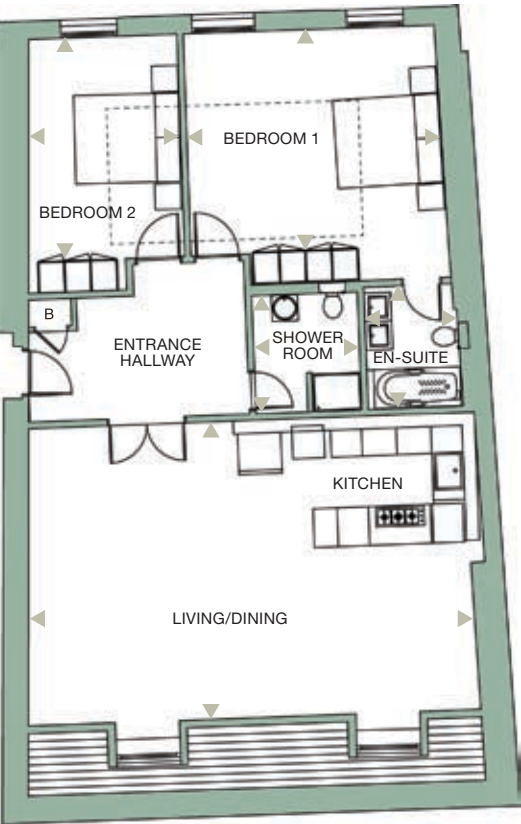 BEDROOM 1
BEDROOM 2
B
ENTRANCE
HALLWAY
SHOWER
ROOM
EN-SUITE
KITCHEN
LIVING/DINING